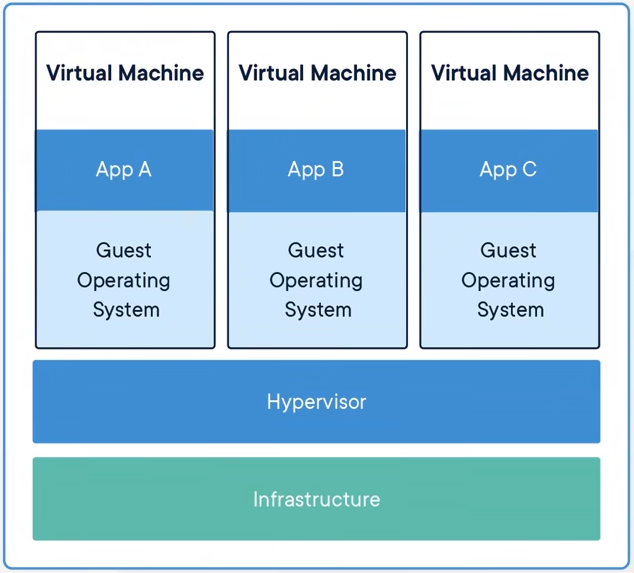 Virtual Machine
Virtual Machine
Virtual Machine
App A
App B
App C
Guest
Operating
System
Guest
Operating
System
Guest
Operating
System
Hypervisor
Infrastructure